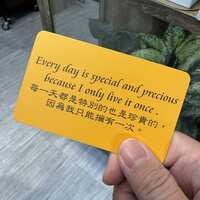 Every day is special and precious
because I only live it once .
每一天都是特別的也是珍貴的，
因為我只能擁有一次。